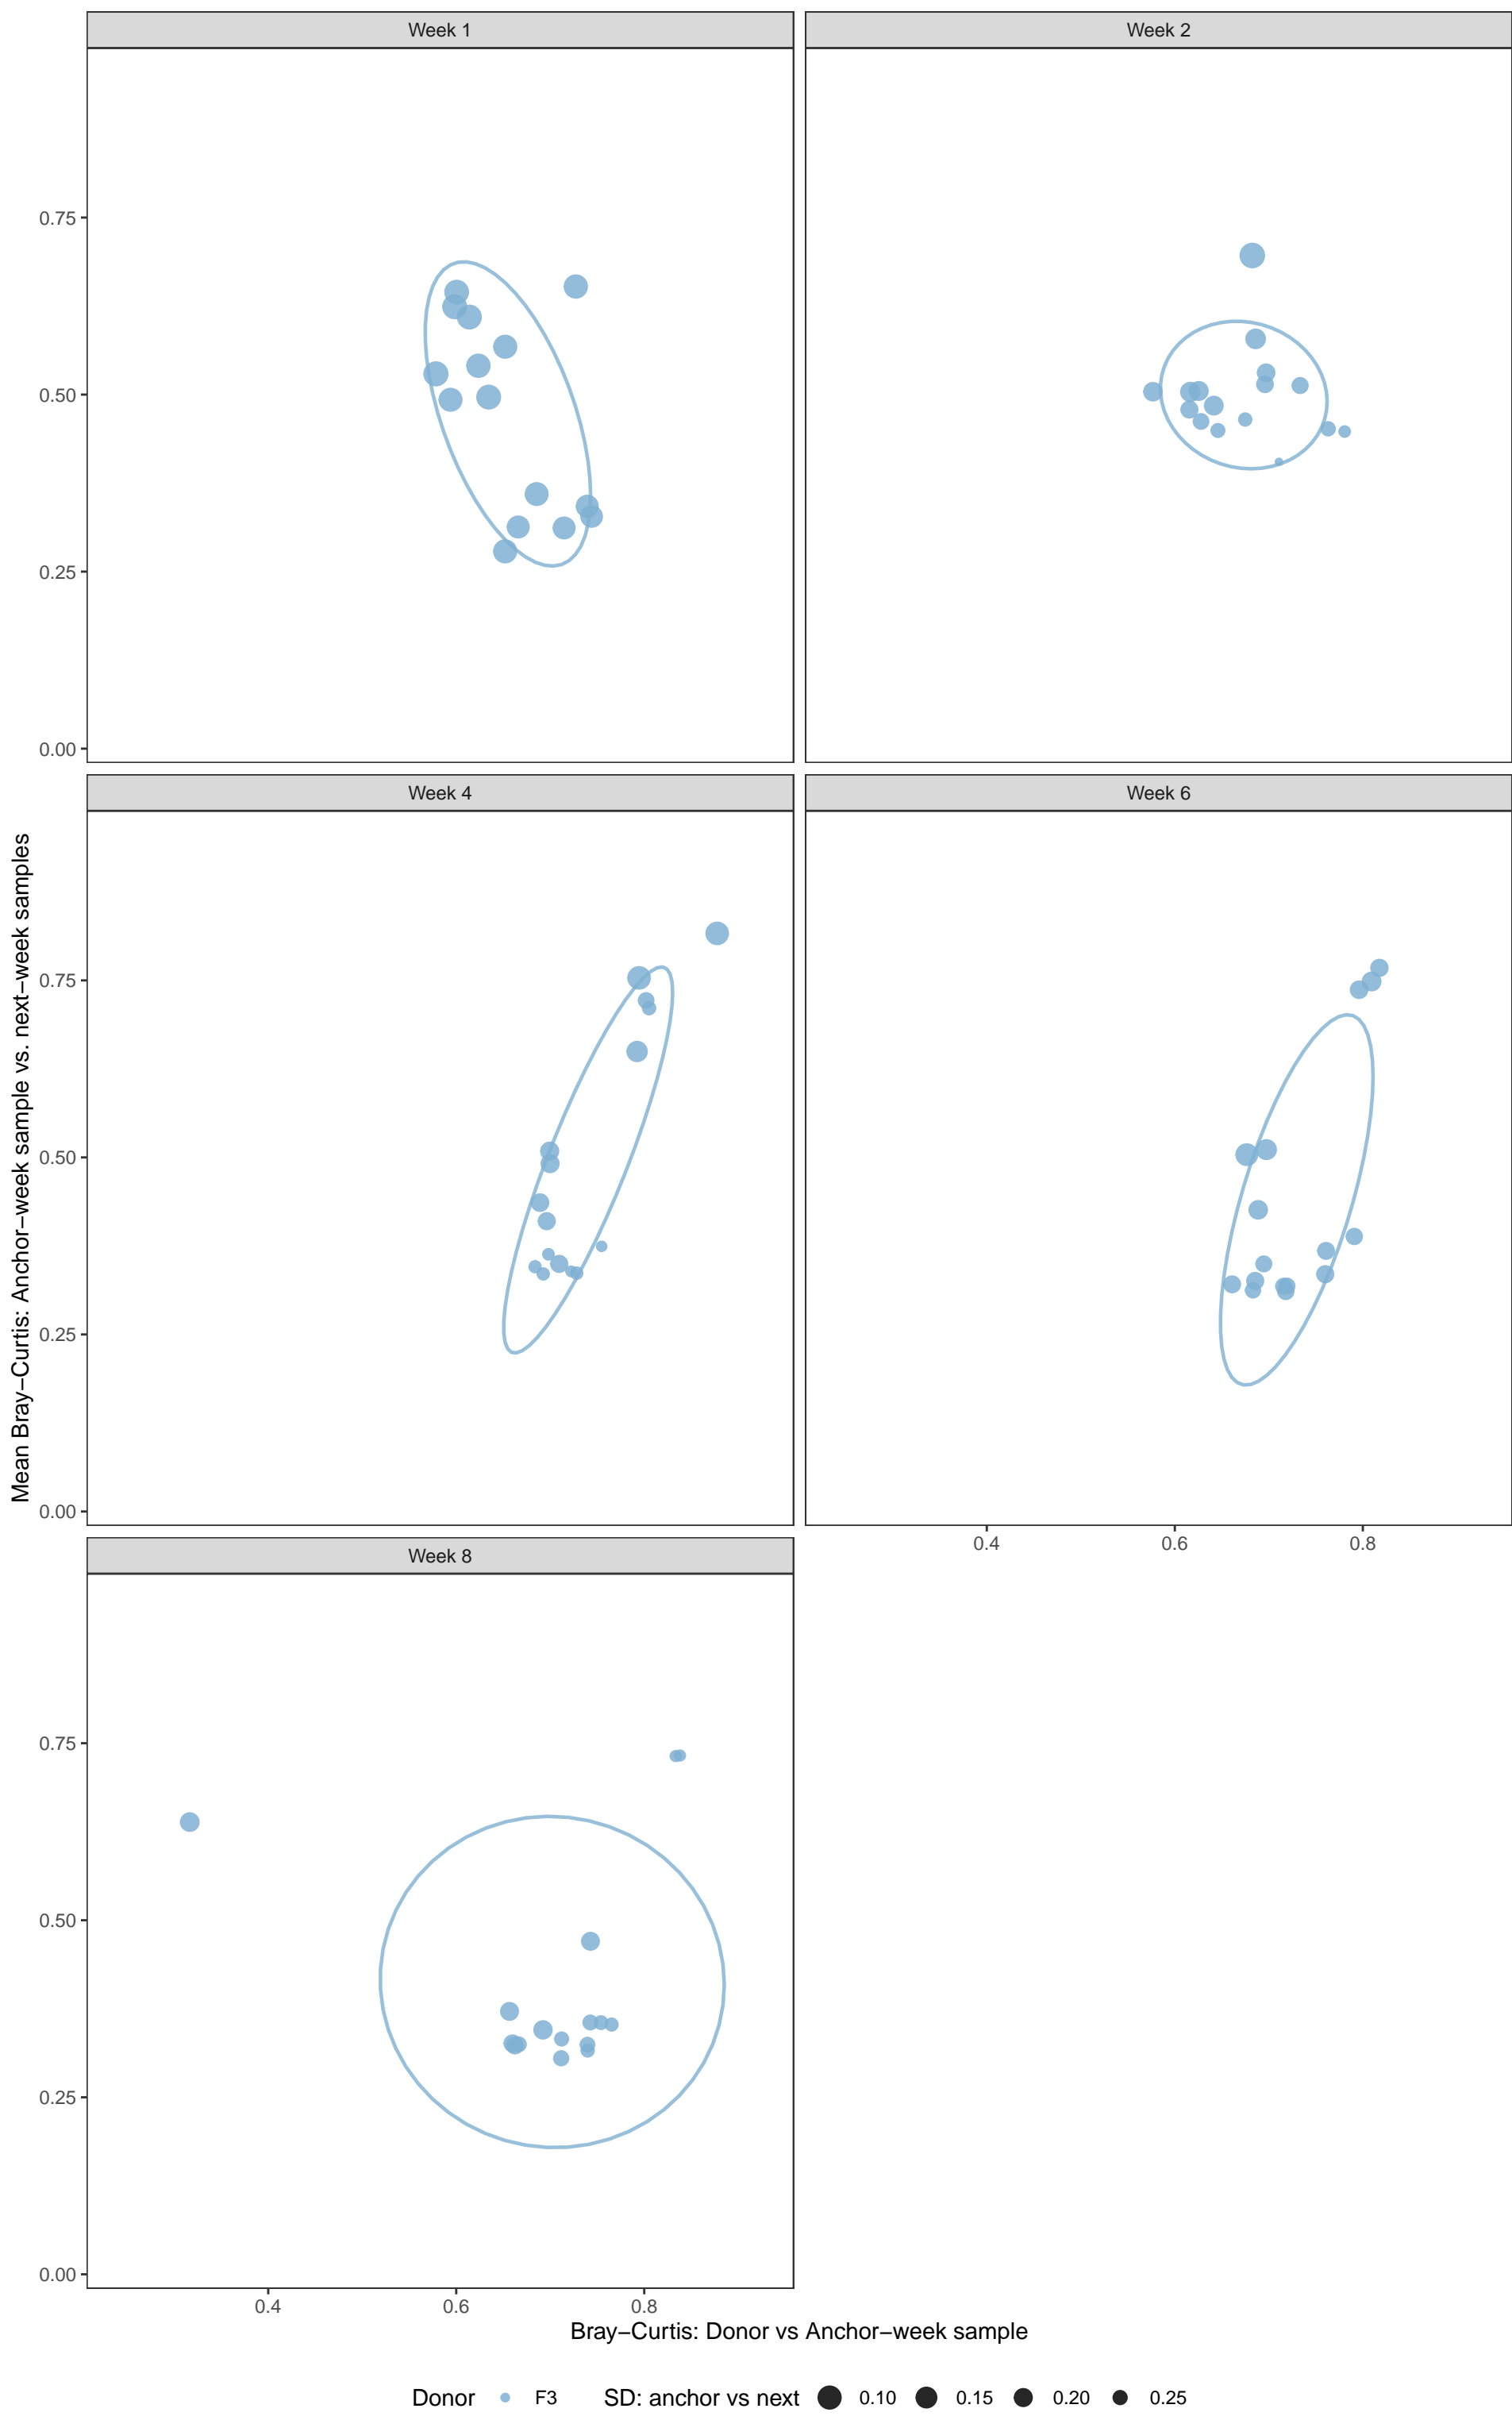 Week 1
Week 2
0.75
0.50
0.25
0.00
Week 4
Week 6
Mean Bray−Curtis: Anchor−week sample vs. next−week samples
0.75
0.50
0.25
0.00
0.4 0.6 0.8
Week 8
0.75
0.50
0.25
0.00
0.4 0.6 0.8
Bray−Curtis: Donor vs Anchor−week sample
Donor F3 SD: anchor vs next 0.10 0.15 0.20 0.25